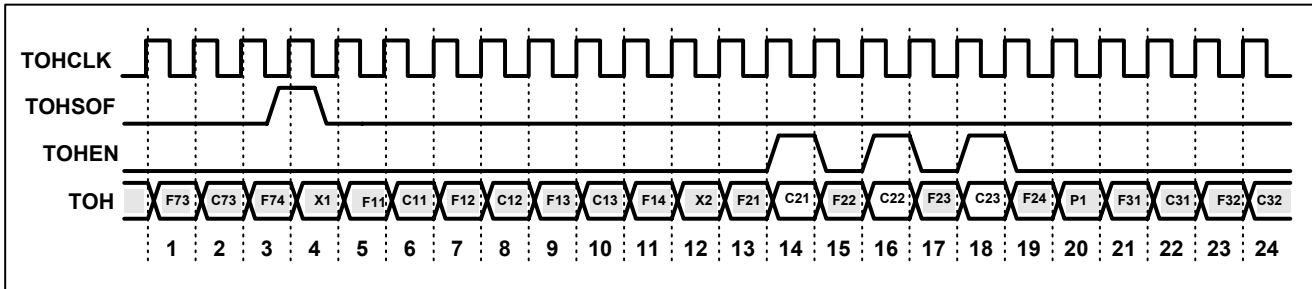 TOHCLK
TOHSOF
TOHEN
TOH F73 C73 F74 X1 F11 C11 F12 C12 F13 C13 F14 X2 F21 C21 F22 C22 F23 C23 F24 P1 F31 C31 F32 C32
1 2 3 4 5 6 7 8 9 10 11 12 13 14 15 16 17 18 19 20 21 22 23 24